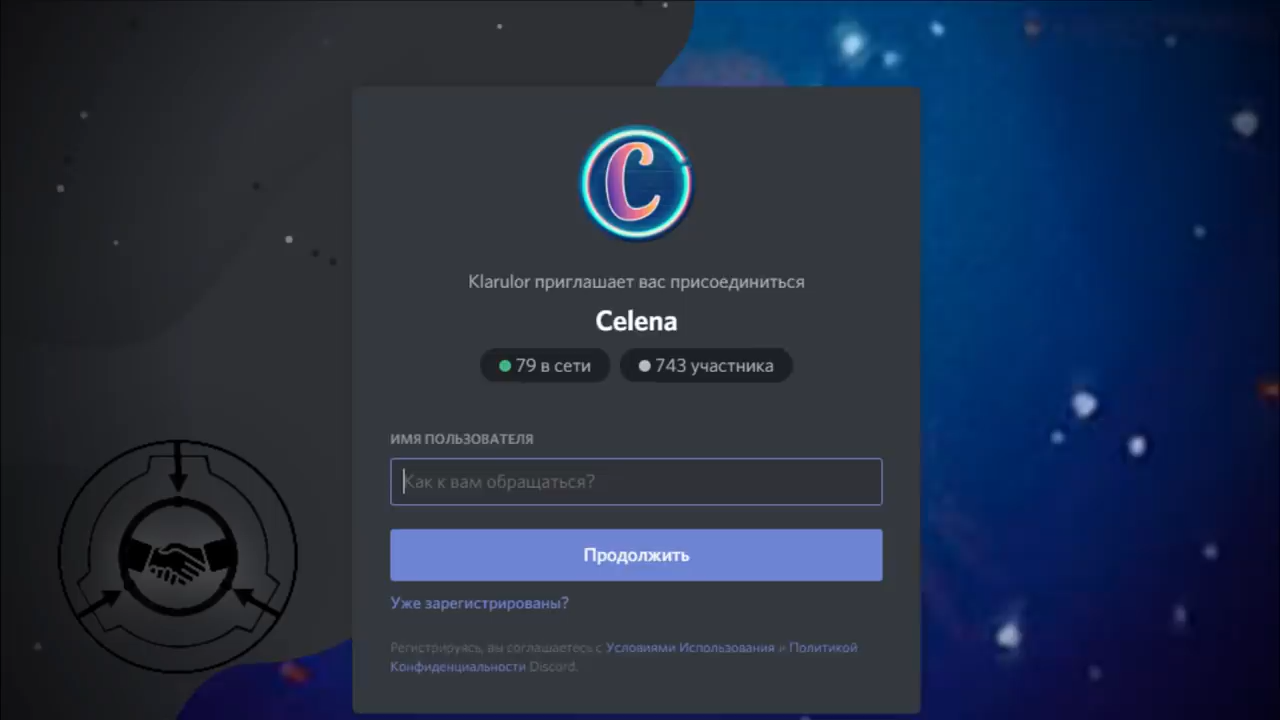 C
Klarulor приглашает вас присоединиться
Celena
79 в сети 743 участника
ИМЯ ПОЛЬЗОВАТЕЛЯ
Как к вам обращаться?
Продолжить
Уже зарегистрированы?
Регистрируясь, вы соглашаетесь с Условиями Использования и Политикой
Конфиденциальности Discord.